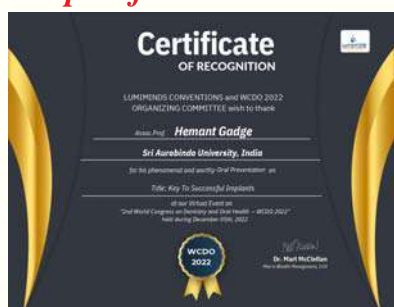 Certificate
OF RECOGNITION
LUMIMINDS CONVENTIONS and WCDO 2022
ORGANIZING COMMITTEE wish to thank
Assoc Prof Hemant Gadge
Sri Aurobindo University, India
for his phenomenal and worthy Oral Presentation on
Title: Key To Successful Implants
at our Virtual Event on
"2nd World Congress on Dentistry and Oral Health – WCDO 2022"
held during December 05th, 2022
WCDO
2022
Dr. Mart McClellan